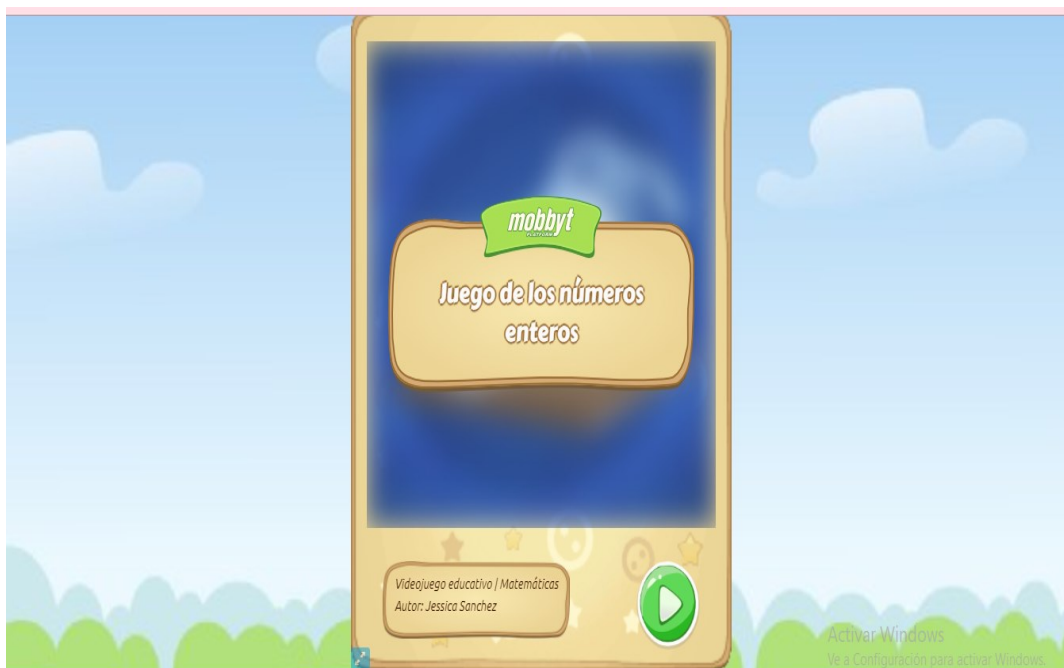 mobbyt
PLATFORM
Juego de los números
enteros
Videojuego educativo | Matemáticas
Autor: Jessica Sanchez
Activar Windows
Ve a Configuración para activar Windows.